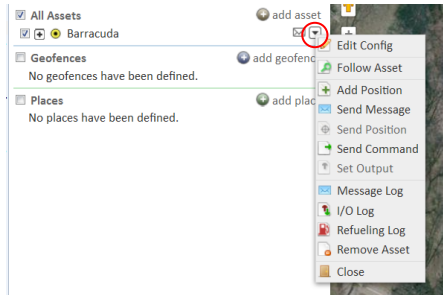 All Assets add asset
Barracuda
Edit Config
Geofences add geofenc
No geofences have been defined.
Follow Asset
Places add plac
No places have been defined.
Add Position
Send Message
Send Position
Send Command
Set Output
Message Log
I/O Log
Refueling Log
Remove Asset
Close